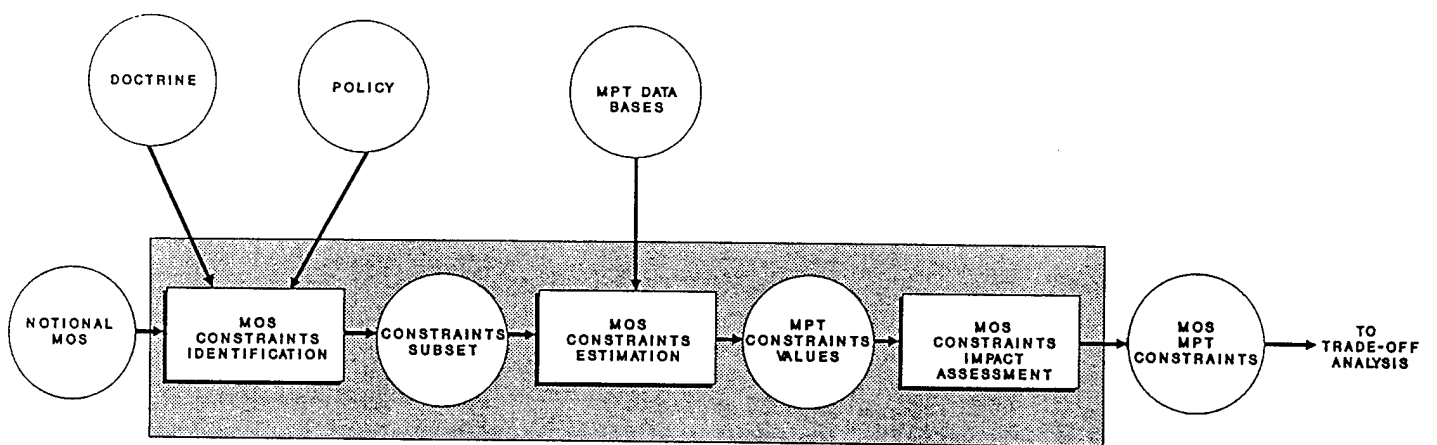 DOCTRINE
POLICY
MPT DATA
BASES
NOTIONAL
MOS
MOS
CONSTRAINTS
IDENTIFICATION
CONSTRAINTS
SUBSET
MOS
CONSTRAINTS
ESTIMATION
MPT
CONSTRAINTS
VALUES
MOS
CONSTRAINTS
IMPACT
ASSESSMENT
MOS
MPT
CONSTRAINTS
TO
TRADE-OFF
ANALYSIS